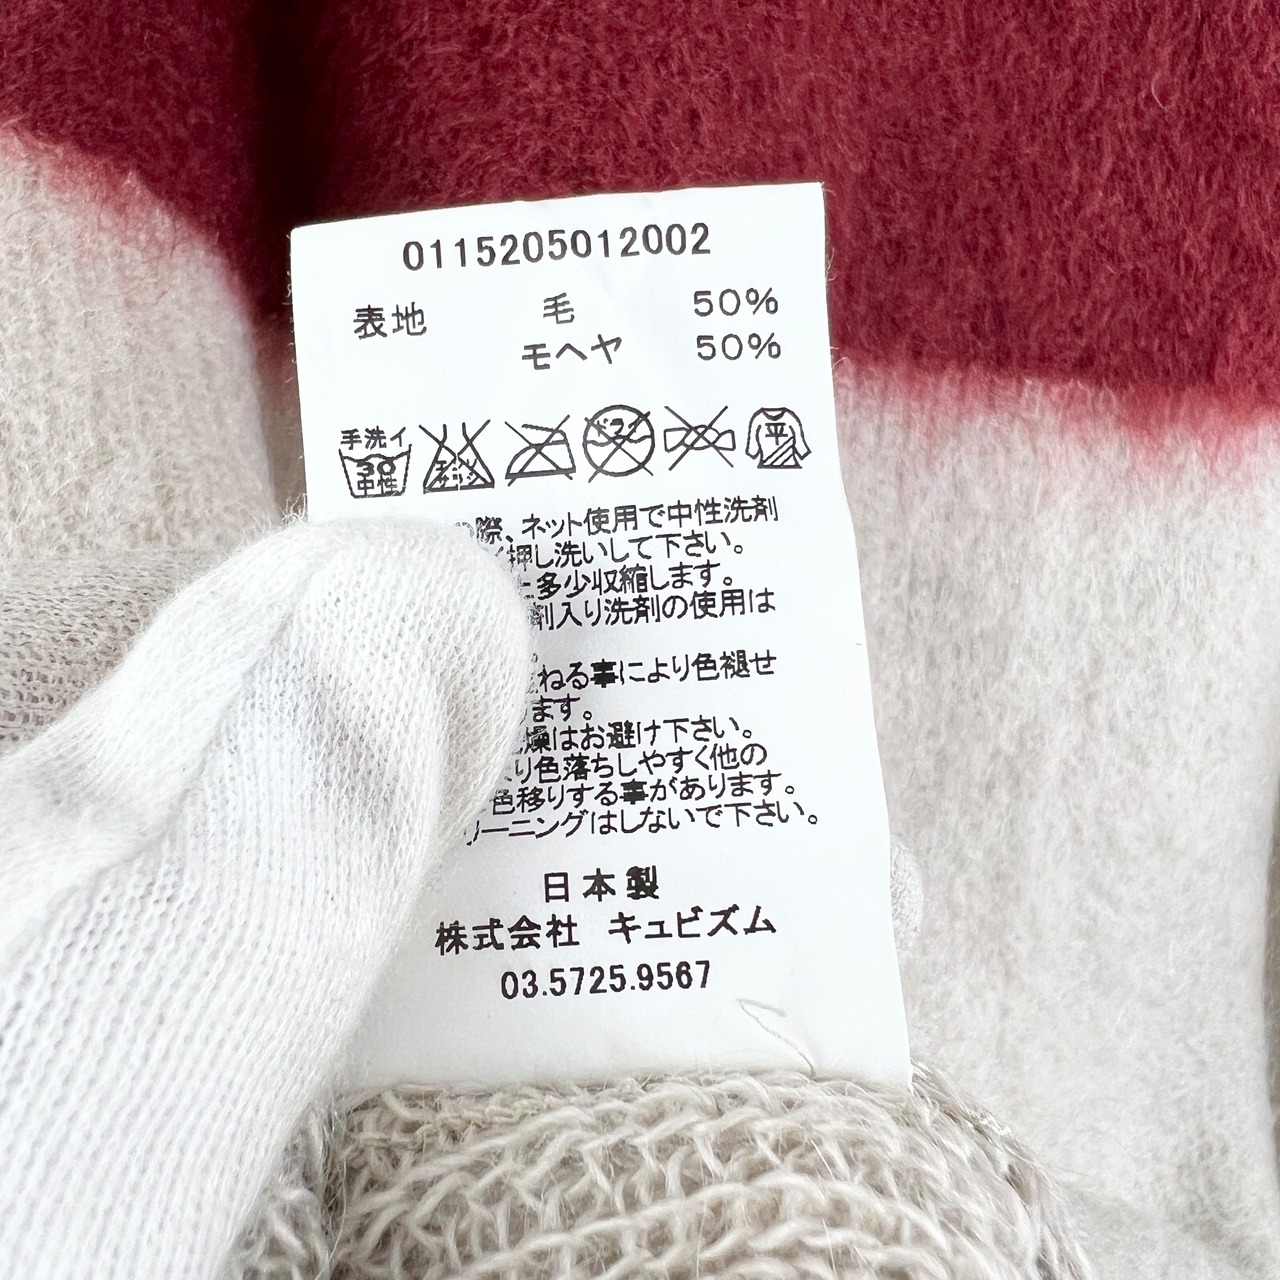 0115205012002
表地 毛 50%
モヘヤ 50%
手洗イ
30
中性
ドライ
平
際、ネット使用で中性洗剤
押し洗いして下さい。
多少収縮します。
剤入り洗剤の使用は
ねる事により色褪せ
ます。
燥はお避け下さい。
り色落ちしやすく他の
色移りする事があります。
リーニングはしないで下さい。
日本製
株式会社 キュビズム
03.5725.9567